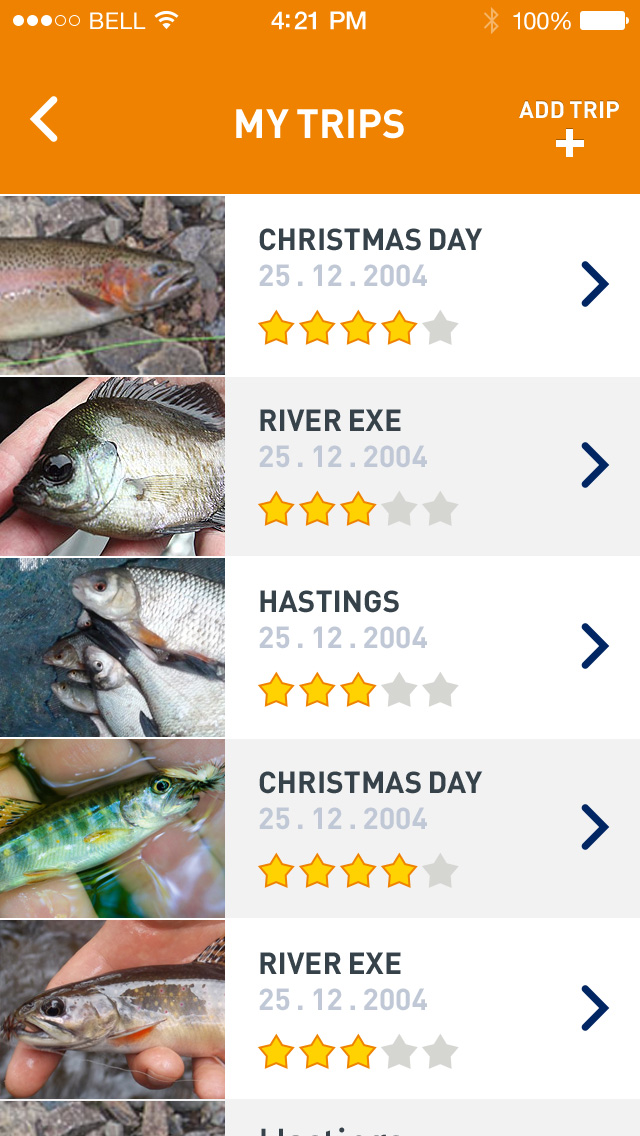 BELL 4:21 PM 100%
MY TRIPS
ADD TRIP
CHRISTMAS DAY
25 . 12 . 2004
RIVER EXE
25 . 12 . 2004
HASTINGS
25 . 12 . 2004
CHRISTMAS DAY
25 . 12 . 2004
RIVER EXE
25 . 12 . 2004
Hastings